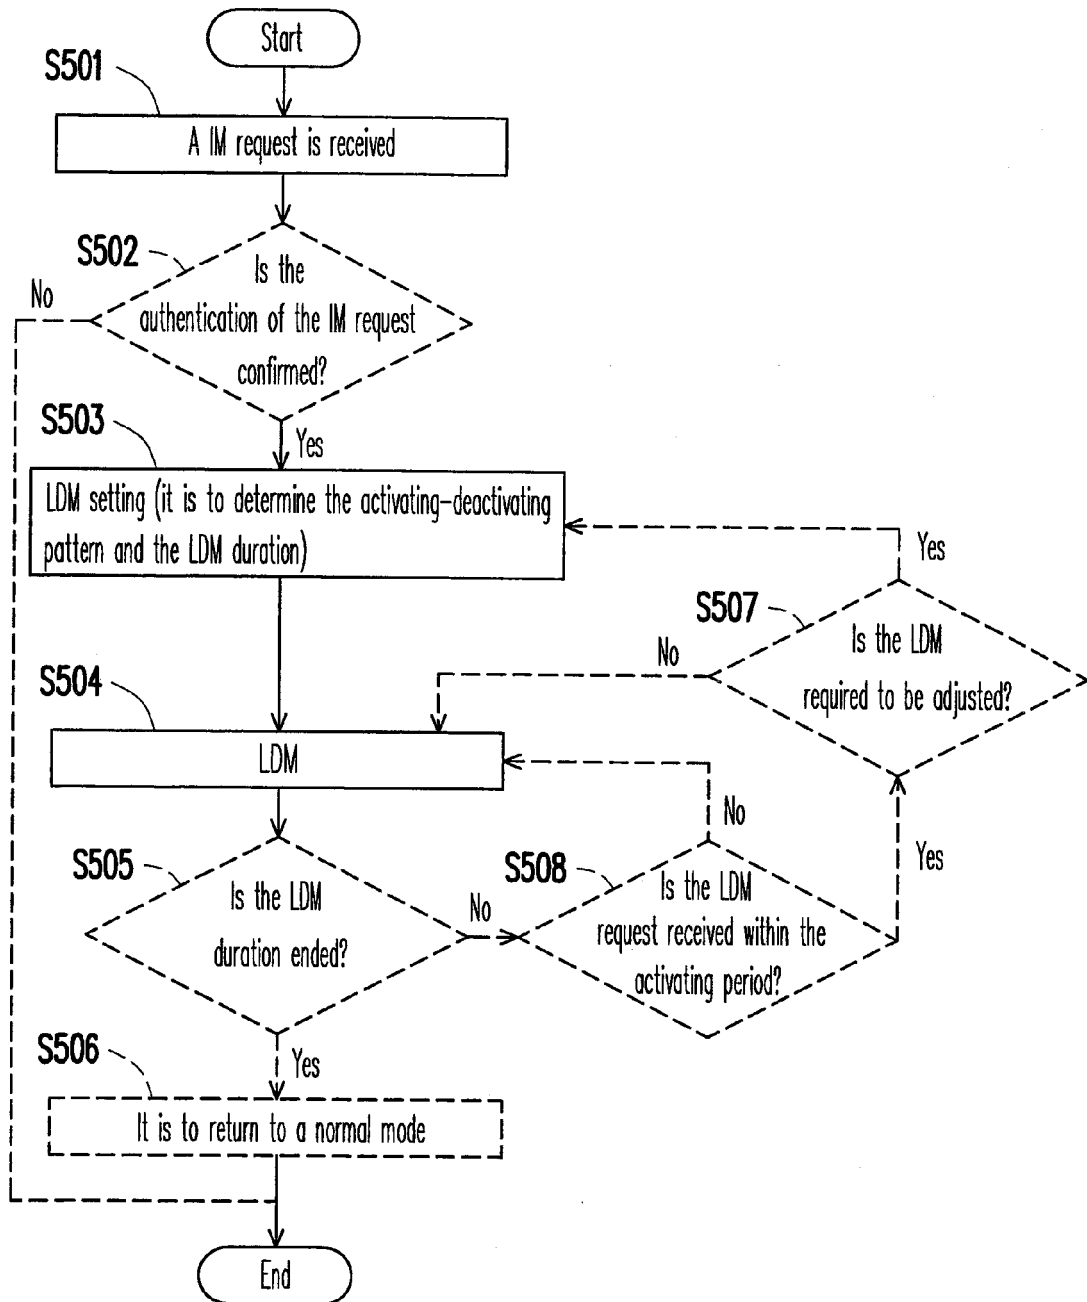 Start
S501
A IM request is received
S502
Is the
authentication of the IM request
confirmed?
No
Yes
S503
LDM setting (it is to determine the activating-deactivating
pattern and the LDM duration)
Yes
S507
Is the LDM
required to be adjusted?
No
S504
LDM
No
Yes
S505
Is the LDM
duration ended?
No
S508
Is the LDM
request received within the
activating period?
Yes
S506
It is to return to a normal mode
End